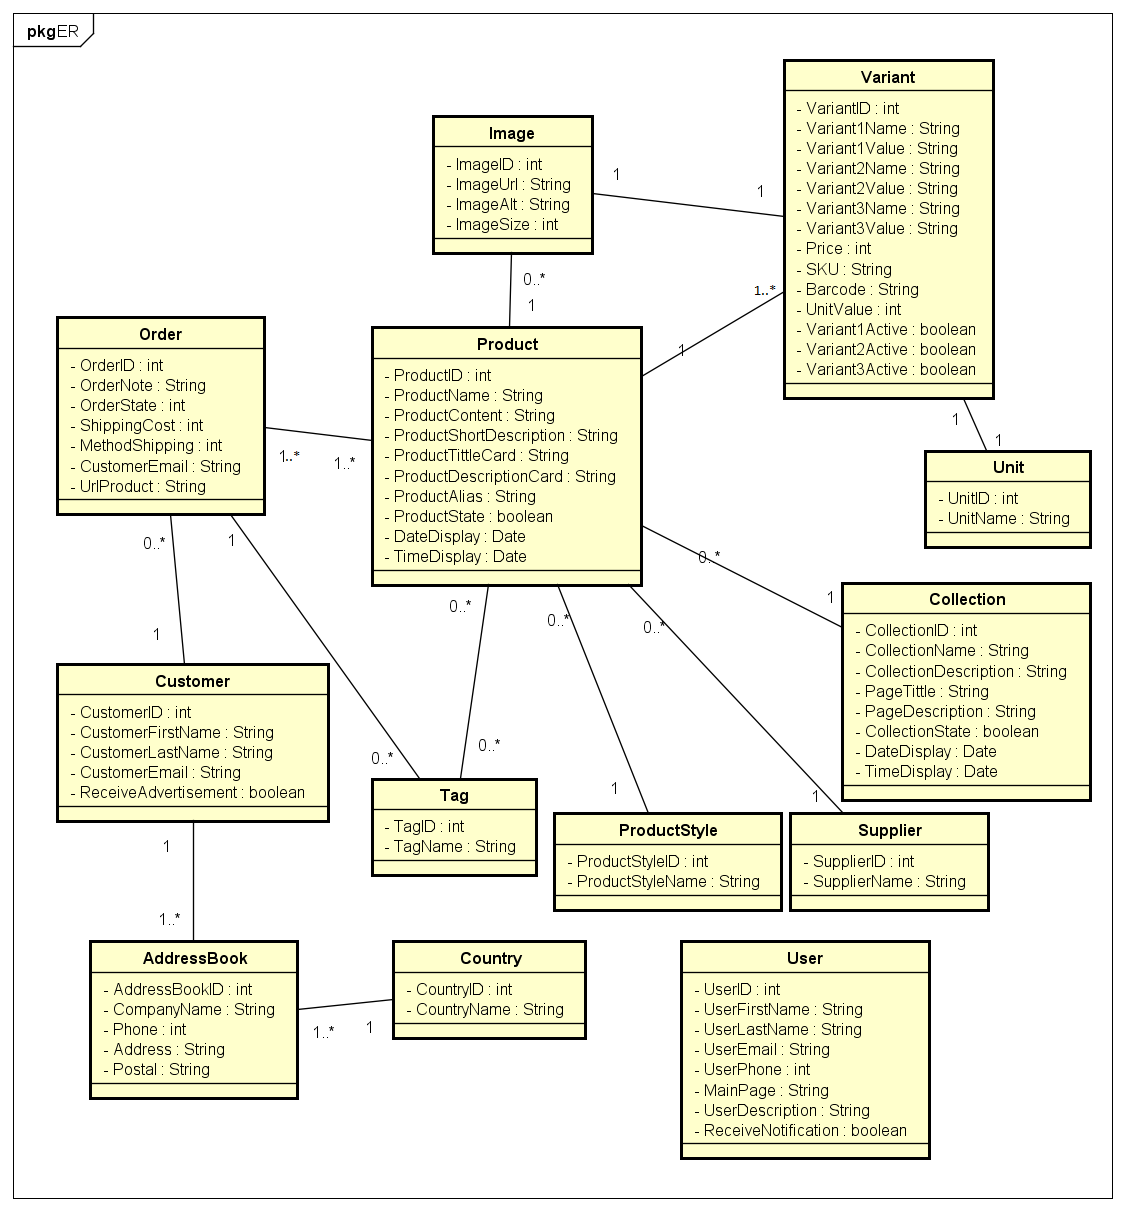 pkgER
Variant
- VariantID : int
- Variant1Name : String
- Variant1Value : String
- Variant2Name : String
- Variant2Value : String
- Variant3Name : String
- Variant3Value : String
- Price : int
- SKU : String
- Barcode : String
- UnitValue : int
- Variant1Active : boolean
- Variant2Active : boolean
- Variant3Active : boolean
Image
- ImageID : int
- ImageUrl : String
- ImageAlt : String
- ImageSize : int
1
1
0..*
1
1..*
1
Order
- OrderID : int
- OrderNote : String
- OrderState : int
- ShippingCost : int
- MethodShipping : int
- CustomerEmail : String
- UrlProduct : String
Product
- ProductID : int
- ProductName : String
- ProductContent : String
- ProductShortDescription : String
- ProductTittleCard : String
- ProductDescriptionCard : String
- ProductAlias : String
- ProductState : boolean
- DateDisplay : Date
- TimeDisplay : Date
1..*
1..*
1
1
Unit
- UnitID : int
- UnitName : String
0..*
1
0..*
1
Collection
- CollectionID : int
- CollectionName : String
- CollectionDescription : String
- PageTittle : String
- PageDescription : String
- CollectionState : boolean
- DateDisplay : Date
- TimeDisplay : Date
0..*
0..*
0..*
1
Customer
- CustomerID : int
- CustomerFirstName : String
- CustomerLastName : String
- CustomerEmail : String
- ReceiveAdvertisement : boolean
0..*
0..*
1
1
Tag
- TagID : int
- TagName : String
ProductStyle
- ProductStyleID : int
- ProductStyleName : String
Supplier
- SupplierID : int
- SupplierName : String
1
1..*
AddressBook
- AddressBookID : int
- CompanyName : String
- Phone : int
- Address : String
- Postal : String
1..*
1
Country
- CountryID : int
- CountryName : String
User
- UserID : int
- UserFirstName : String
- UserLastName : String
- UserEmail : String
- UserPhone : int
- MainPage : String
- UserDescription : String
- ReceiveNotification : boolean